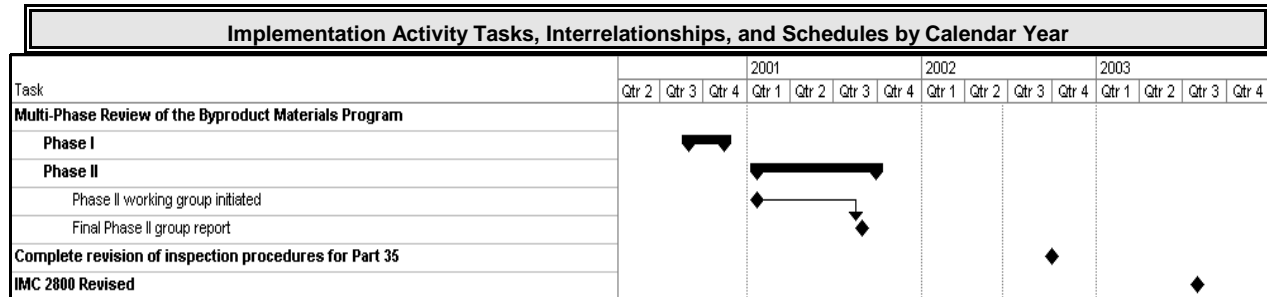 Implementation Activity Tasks, Interrelationships, and Schedules by Calendar Year
2001 2002 2003
Task Qtr 2 Qtr 3 Qtr 4 Qtr 1 Qtr 2 Qtr 3 Qtr 4 Qtr 1 Qtr 2 Qtr 3 Qtr 4 Qtr 1 Qtr 2 Qtr 3 Qtr 4
Multi-Phase Review of the Byproduct Materials Program
Phase I
Phase II
Phase II working group initiated
Final Phase II group report
Complete revision of inspection procedures for Part 35
IMC 2800 Revised